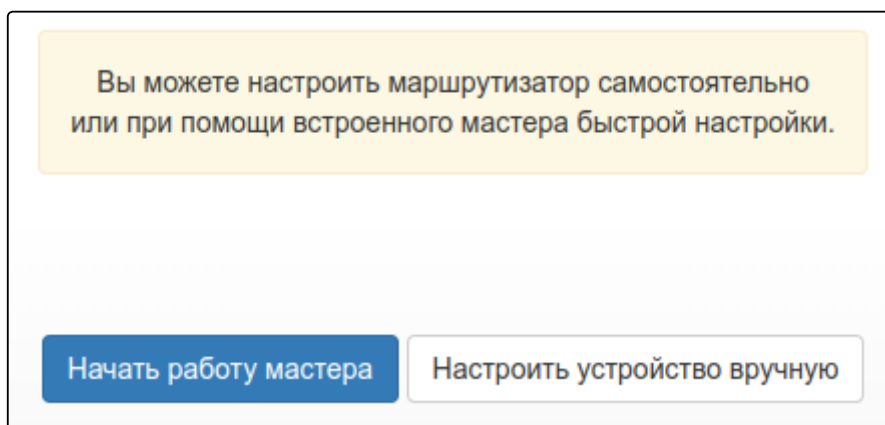 Вы можете настроить маршрутизатор самостоятельно
или при помощи встроенного мастера быстрой настройки.
Начать работу мастера
Настроить устройство вручную